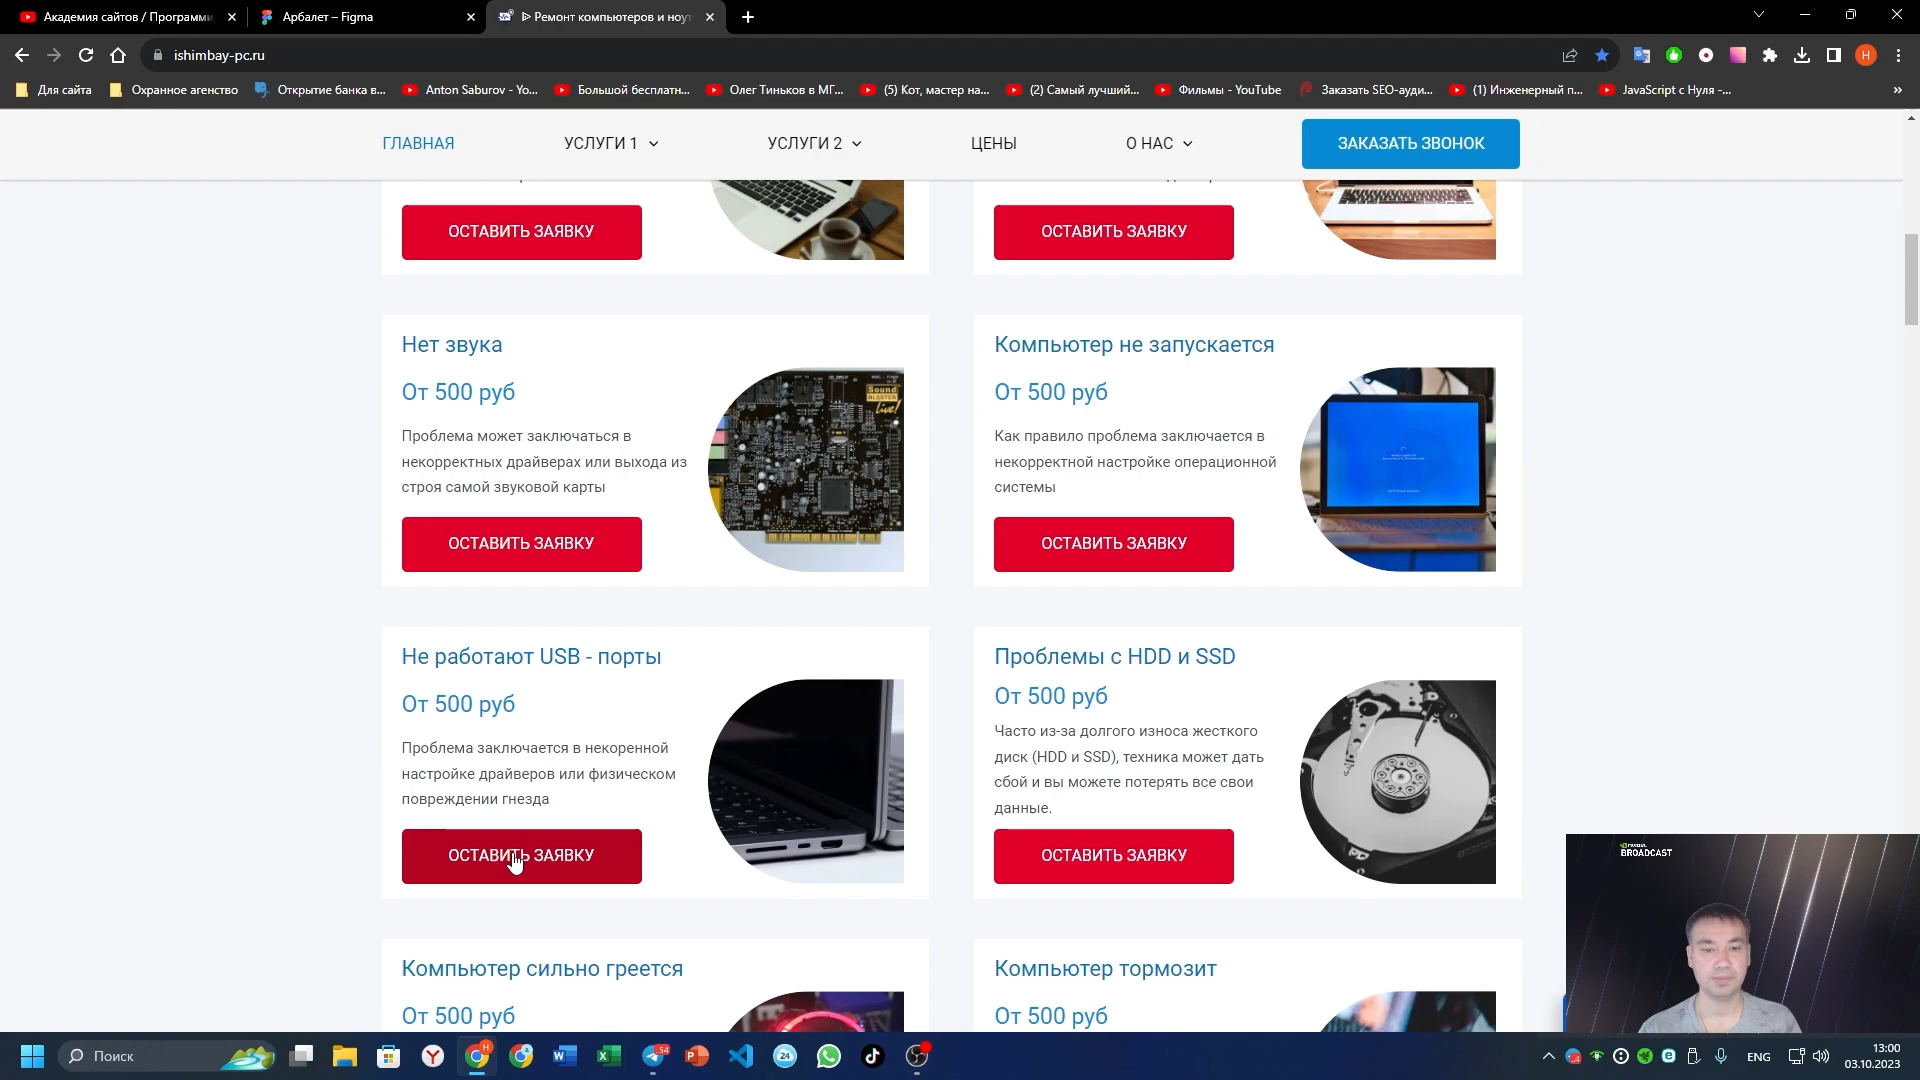 Академия сайтов / Программи
Арбалет – Figma
ᐉ Ремонт компьютеров и ноут
ishimbay-pc.ru
Н
Для сайта
Охранное агенство
Открытие банка в...
Anton Saburov - Yo...
Большой бесплатн...
Олег Тиньков в МГ...
(5) Кот, мастер на...
(2) Самый лучший...
Фильмы - YouTube
Заказать SEO-ауди...
(1) Инженерный п...
JavaScript с Нуля -...
ГЛАВНАЯ
УСЛУГИ 1
УСЛУГИ 2
ЦЕНЫ
О НАС
ЗАКАЗАТЬ ЗВОНОК
ОСТАВИТЬ ЗАЯВКУ
ОСТАВИТЬ ЗАЯВКУ
Нет звука
От 500 руб
Проблема может заключаться в
некорректных драйверах или выхода из
строя самой звуковой карты
ОСТАВИТЬ ЗАЯВКУ
Sound
BLASTER
Live!
Компьютер не запускается
От 500 руб
Как правило проблема заключается в
некорректной настройке операционной
системы
ОСТАВИТЬ ЗАЯВКУ
Не работают USB - порты
От 500 руб
Проблема заключается в некоренной
настройке драйверов или физическом
повреждении гнезда
ОСТАВИТЬ ЗАЯВКУ
Проблемы с HDD и SSD
От 500 руб
Часто из-за долгого износа жесткого
диск (HDD и SSD), техника может дать
сбой и вы можете потерять все свои
данные.
ОСТАВИТЬ ЗАЯВКУ
Компьютер сильно греется
От 500 руб
Компьютер тормозит
От 500 руб
NVIDIA
BROADCAST
Поиск
54
24
ENG
13:00
03.10.2023